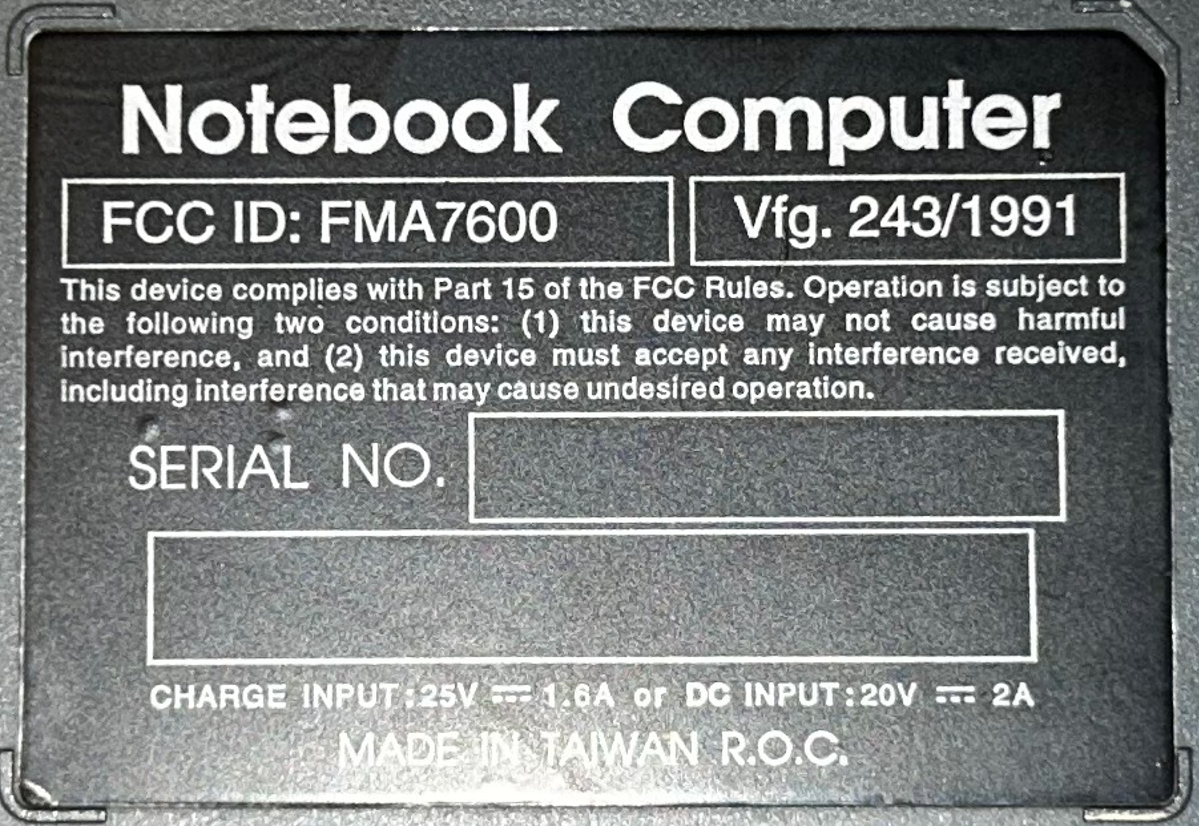 Notebook Computer
FCC ID: FMA7600
Vfg. 243/1991
This device complies with Part 15 of the FCC Rules. Operation is subject to
the following two conditions: (1) this device may not cause harmful
interference, and (2) this device must accept any interference received,
including interference that may cause undesired operation.
SERIAL NO.
CHARGE INPUT:25V ⎓ 1.6A or DC INPUT:20V ⎓ 2A
MADE IN TAIWAN R.O.C.